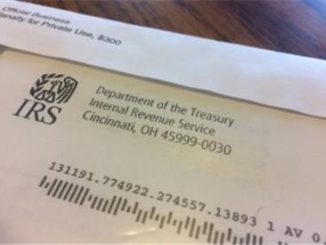 Official Business
Penalty for Private Use, $300
IRS
Department of the Treasury
Internal Revenue Service
Cincinnati, OH 45999-0030
131191.774922.274557.13893 1 AV 0